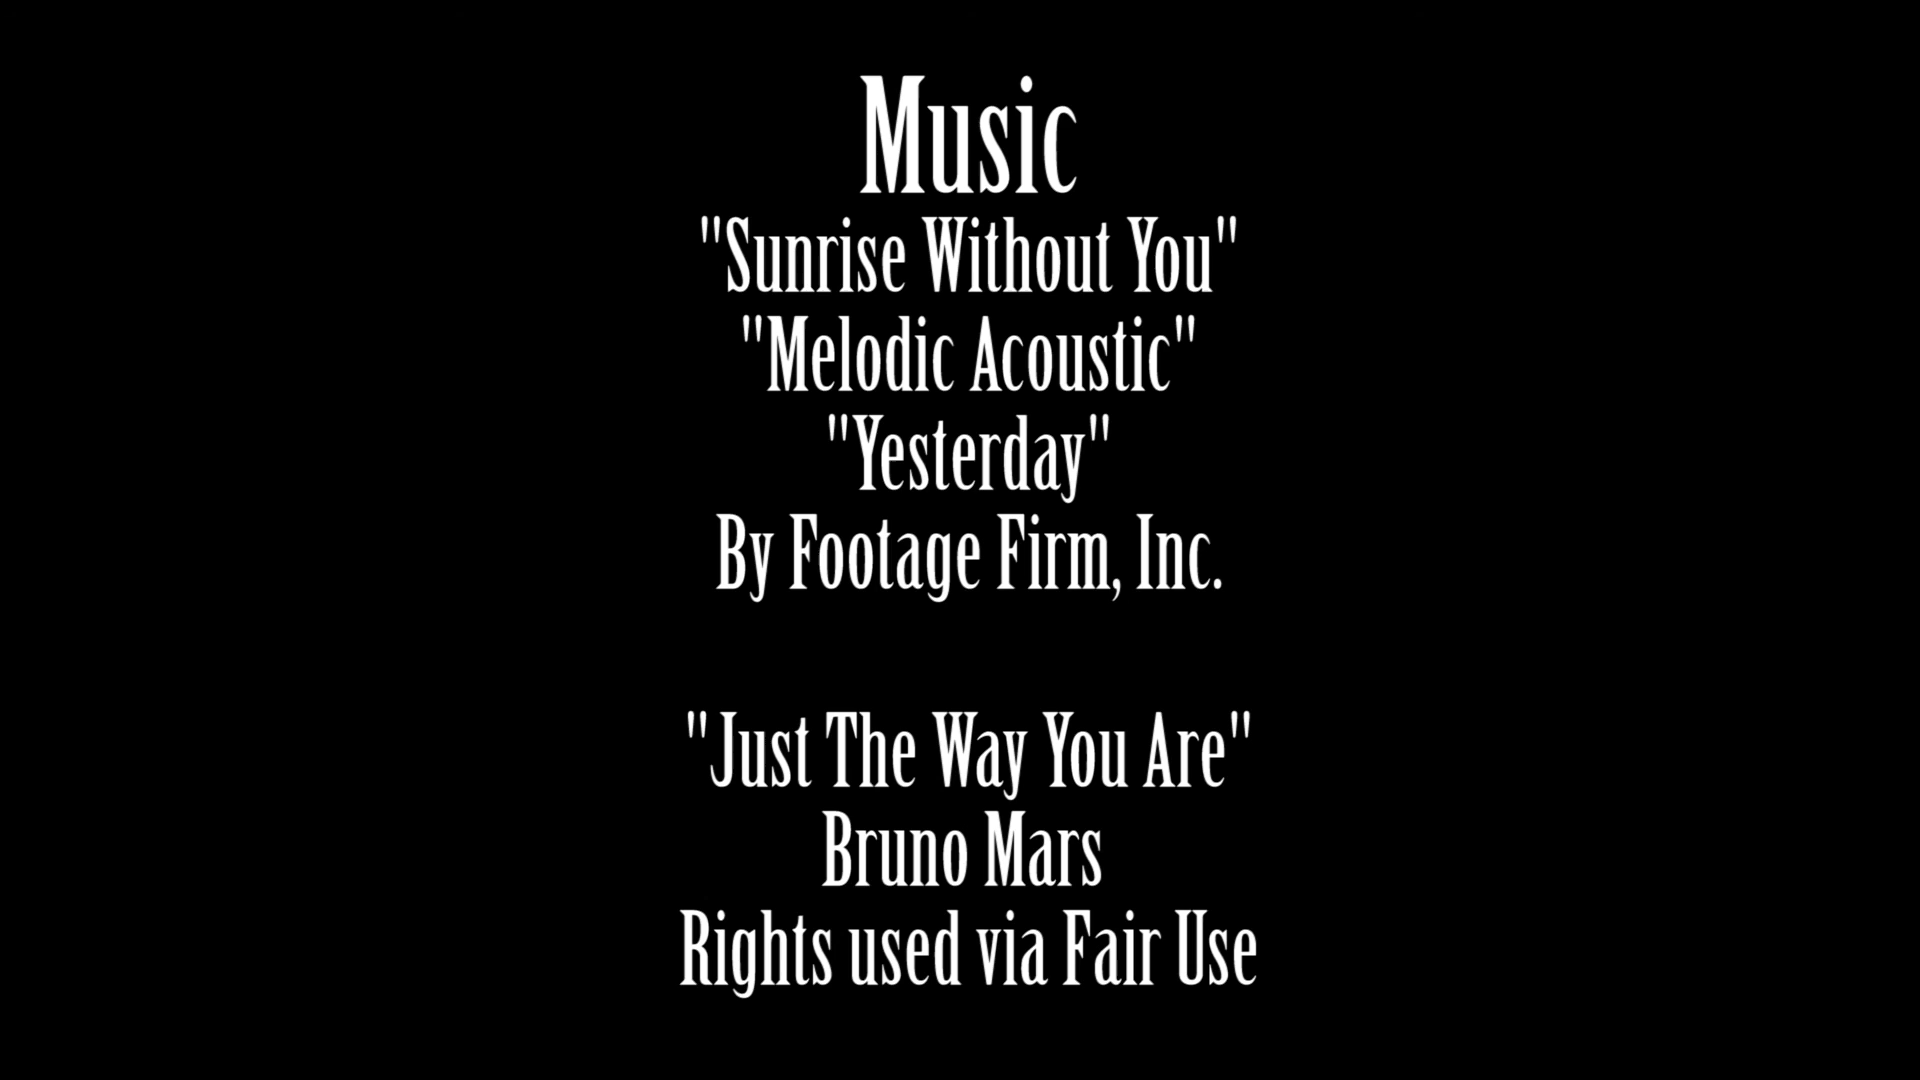 Music
"Sunrise Without You"
"Melodic Acoustic"
"Yesterday"
By Footage Firm, Inc.
"Just The Way You Are"
Bruno Mars
Rights used via Fair Use